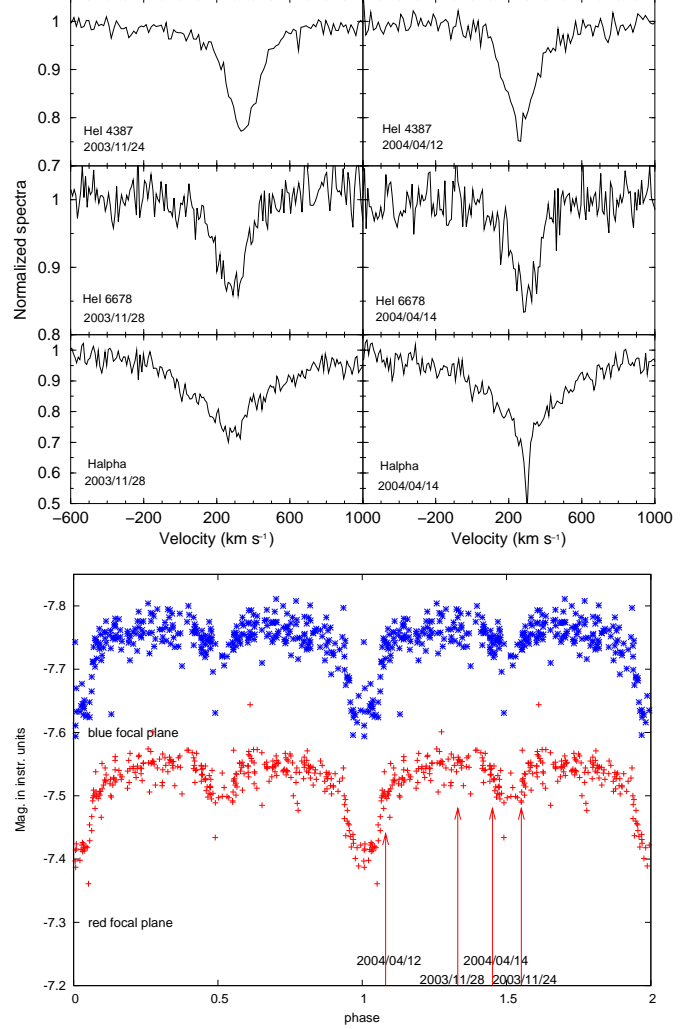 1
0.9
0.8
HeI 4387
2003/11/24
HeI 4387
2004/04/12
0.7
1
0.9
HeI 6678
2003/11/28
HeI 6678
2004/04/14
0.8
1
0.9
0.8
0.7
0.6
Halpha
2003/11/28
Halpha
2004/04/14
0.5
Normalized spectra
−600 −200 200 600 1000 −200 200 600 1000
Velocity (km s⁻¹) Velocity (km s⁻¹)
-7.8
-7.7
-7.6
blue focal plane
-7.5
-7.4
-7.3
red focal plane
2004/04/12 2004/04/14
2003/11/28 2003/11/24
-7.2
Mag. in instr. units
0 0.5 1 1.5 2
phase